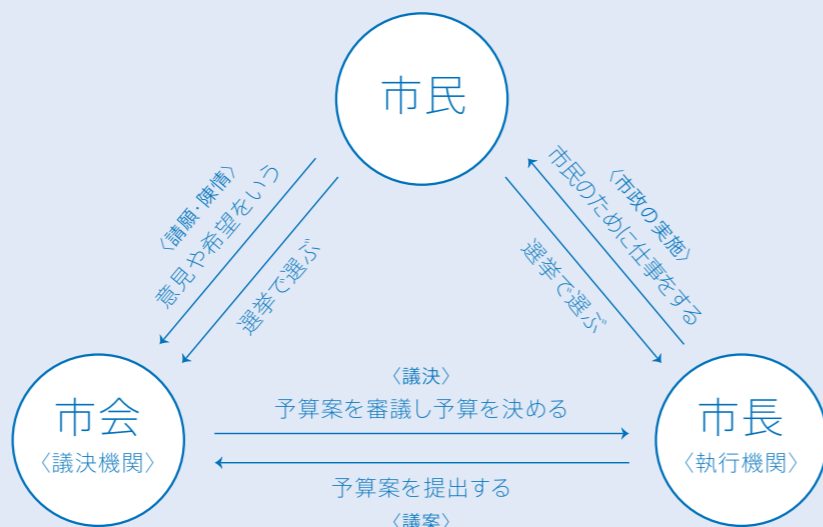 市民
〈請願・陳情〉
意見や希望をいう
選挙で選ぶ
〈市政の実施〉
市民のために仕事をする
選挙で選ぶ
市会
〈議決機関〉
〈議決〉
予算案を審議し予算を決める
予算案を提出する
〈議案〉
市長
〈執行機関〉